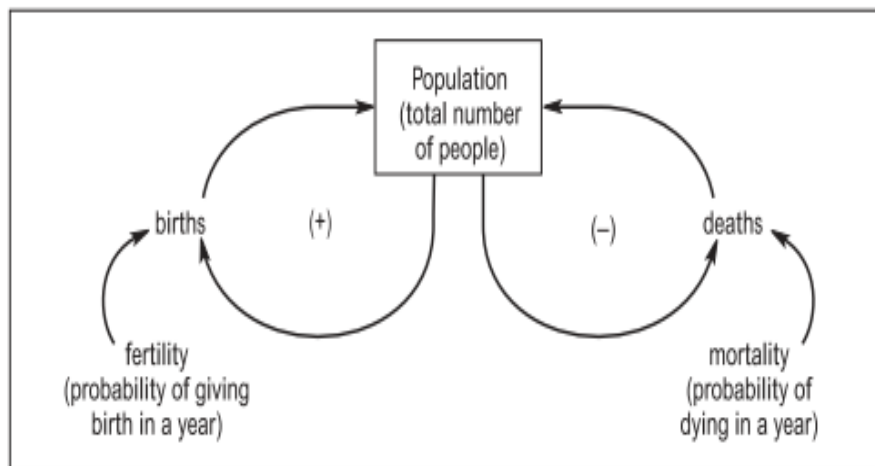 Population
(total number
of people)
births
(+)
(–)
deaths
fertility
(probability of giving
birth in a year)
mortality
(probability of
dying in a year)